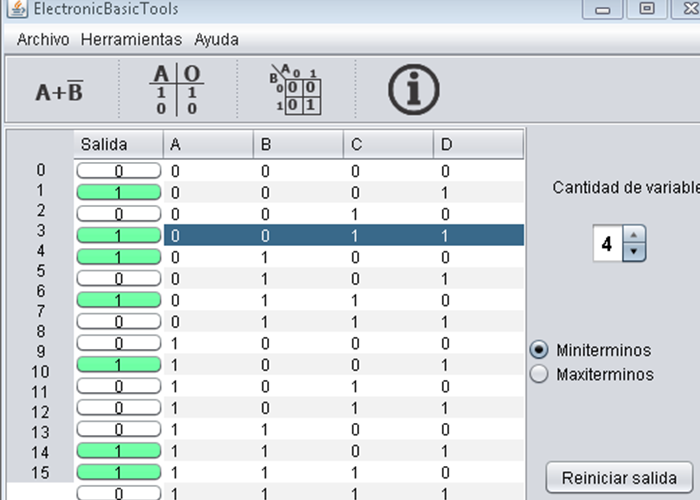 ElectronicBasicTools
Archivo Herramientas Ayuda
A+B̅
A O
1 1
0 0
A
B 0 1
0 0 0
1 0 1
i
Salida A B C D
0 0 0 0 0 0
1 1 0 0 0 1
2 0 0 0 1 0
3 1 0 0 1 1
4 1 0 1 0 0
5 0 0 1 0 1
6 1 0 1 1 0
7 0 0 1 1 1
8 0 1 0 0 0
9 1 1 0 0 1
10 0 1 0 1 0
11 0 1 0 1 1
12 0 1 1 0 0
13 1 1 1 0 1
14 1 1 1 1 0
15 0 1 1 1 1
Cantidad de variable
4
Miniterminos
Maxiterminos
Reiniciar salida